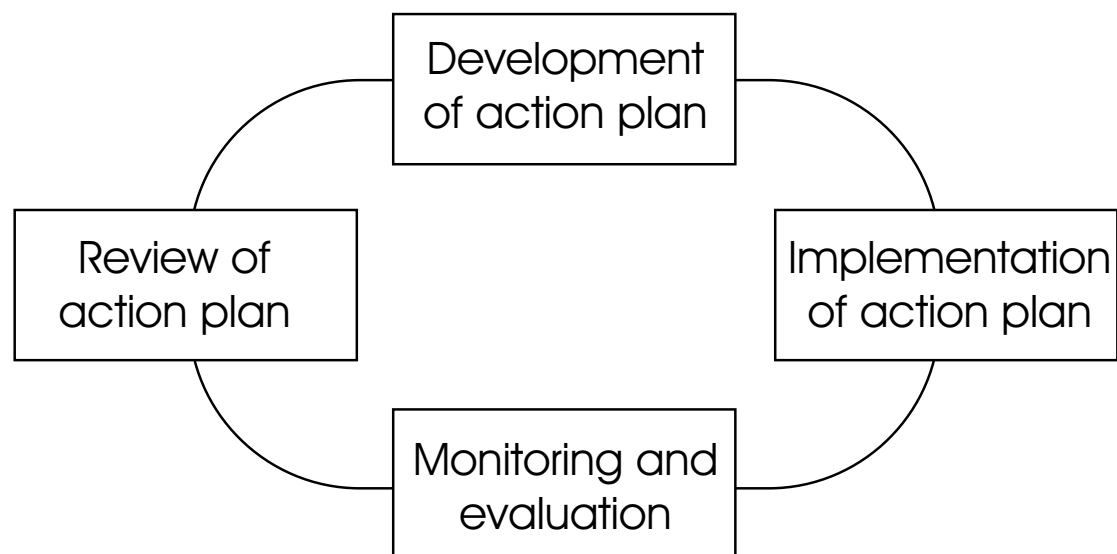 Development
of action plan
Review of
action plan
Implementation
of action plan
Monitoring and
evaluation